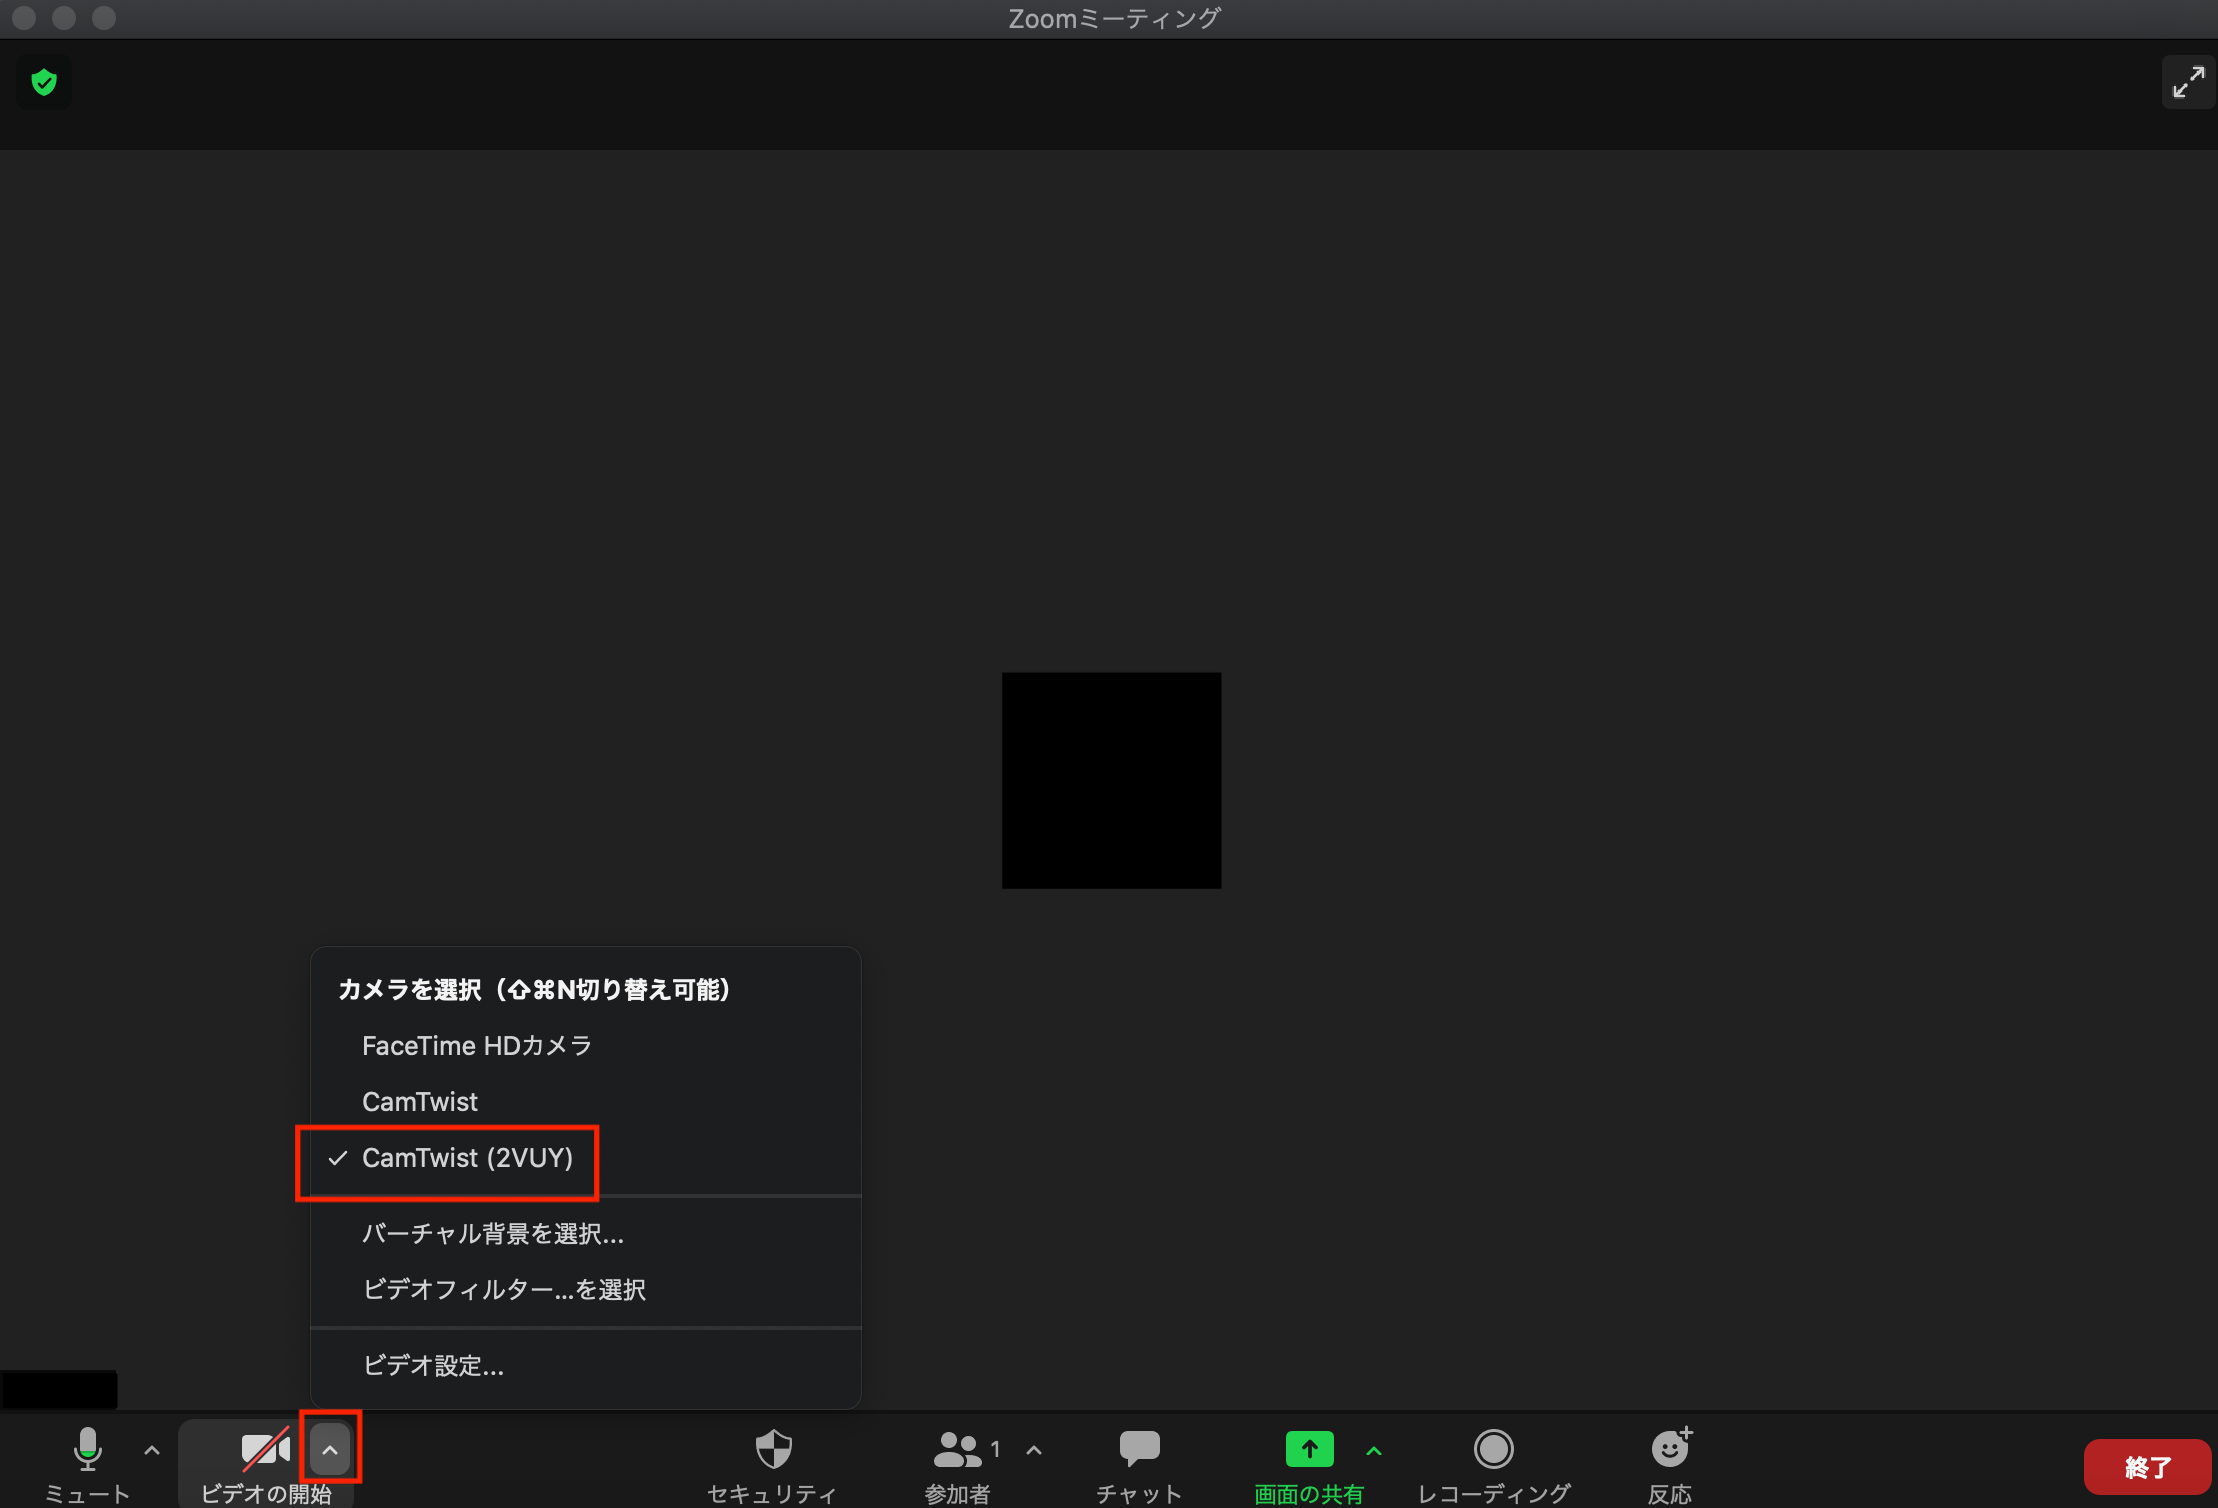 Zoomミーティング
カメラを選択（⇧⌘N切り替え可能）
FaceTime HDカメラ
CamTwist
✓ CamTwist (2VUY)
バーチャル背景を選択...
ビデオフィルター...を選択
ビデオ設定...
1
ミュート ビデオの開始 セキュリティ 参加者 チャット 画面の共有 レコーディング 反応 終了